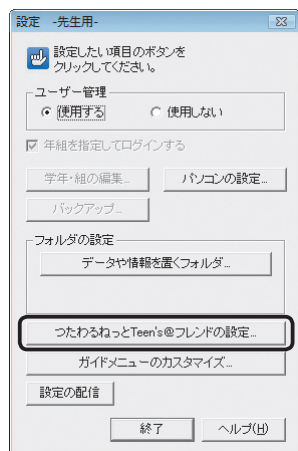 設定 -先生用-
設定したい項目のボタンを
クリックしてください。
ユーザー管理
使用する 使用しない
年組を指定してログインする
学年・組の編集... パソコンの設定...
バックアップ...
フォルダの設定
データや情報を置くフォルダ...
つたわるねっとTeen's@フレンドの設定...
ガイドメニューのカスタマイズ...
設定の配信
終了 ヘルプ(H)